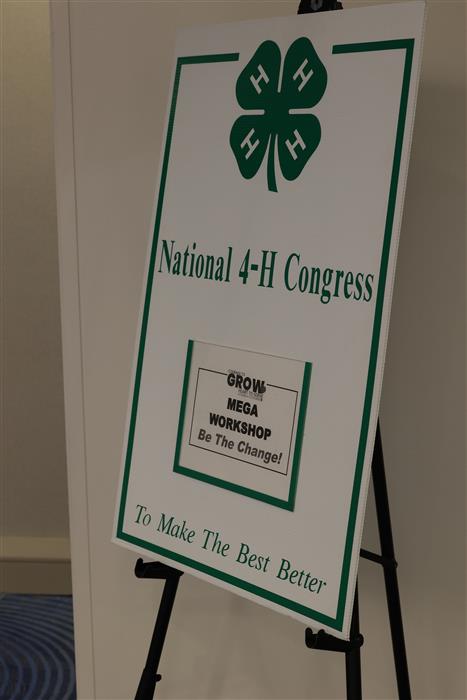 H H
H H
National 4-H Congress
GROW
MEGA
WORKSHOP
Be The Change!
To Make The Best Better